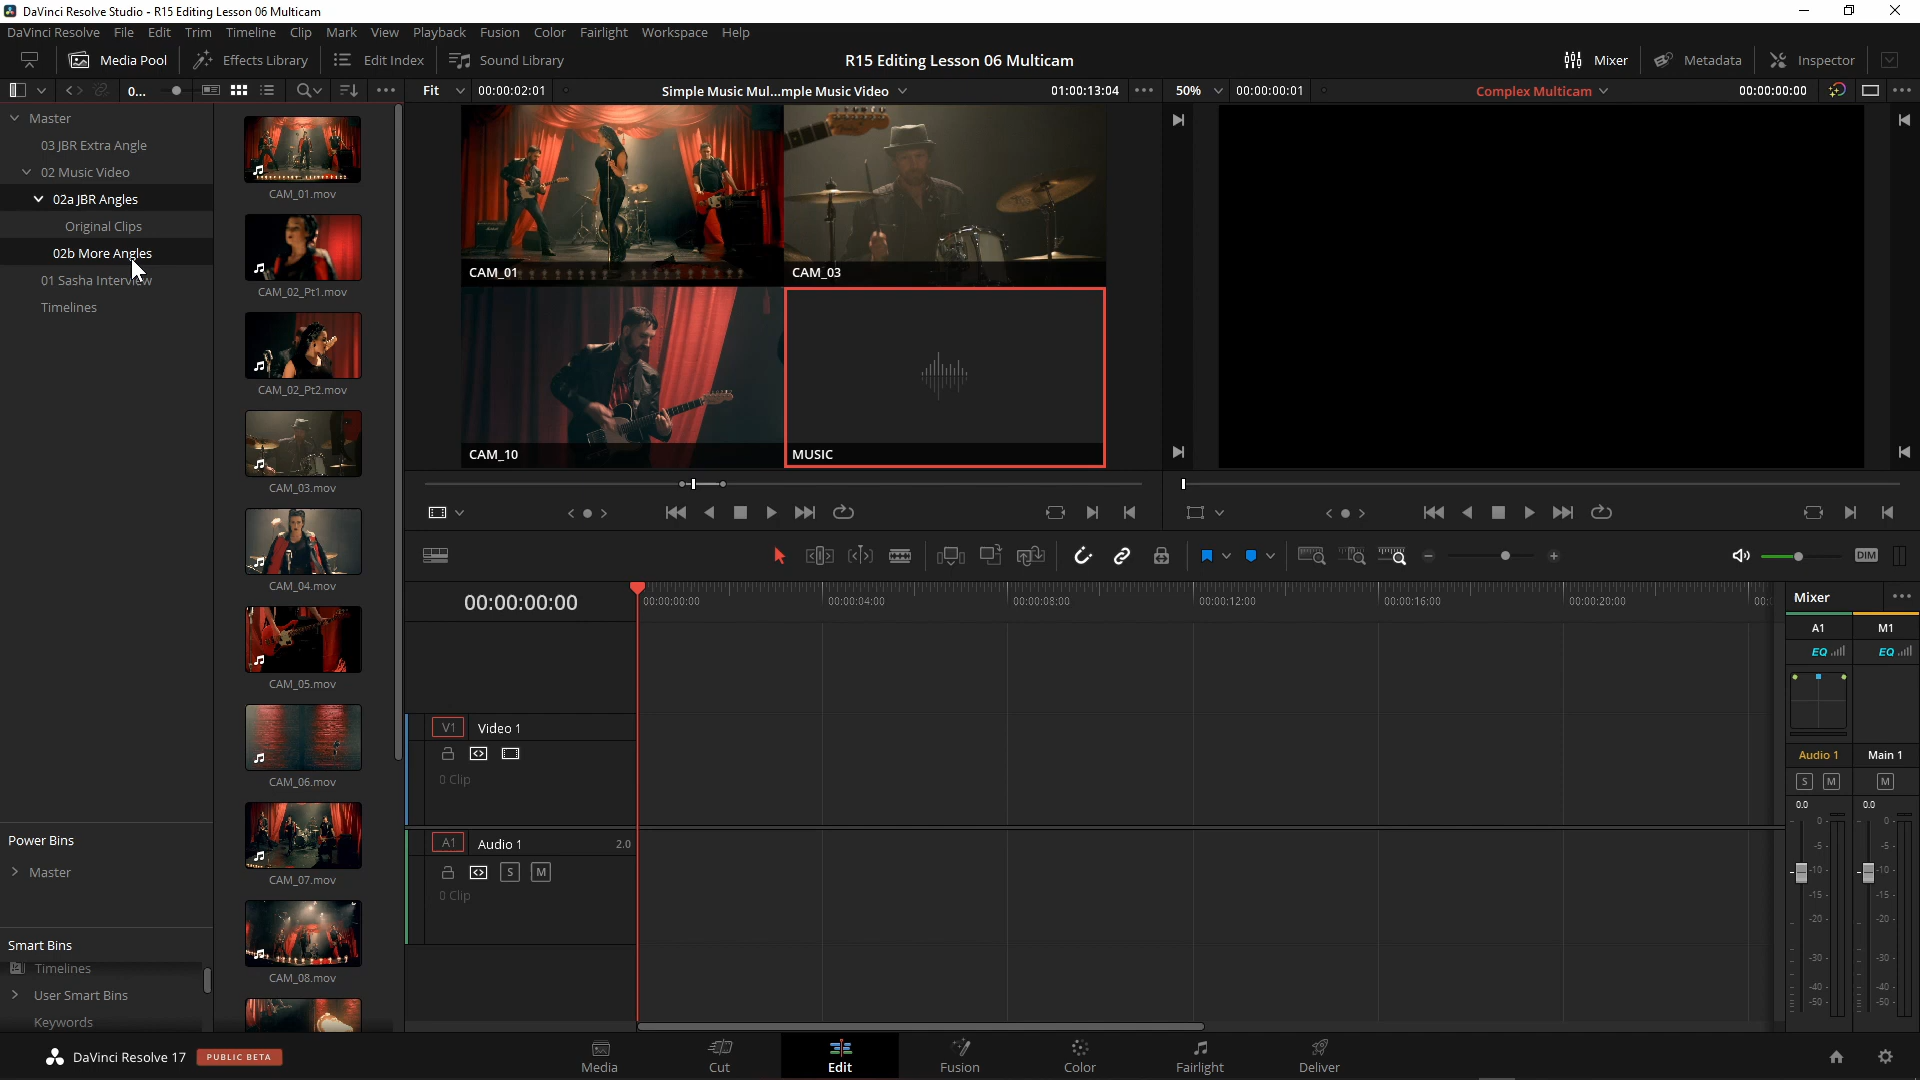 DaVinci Resolve Studio - R15 Editing Lesson 06 Multicam
DaVinci Resolve File Edit Trim Timeline Clip Mark View Playback Fusion Color Fairlight Workspace Help
Media Pool Effects Library Edit Index Sound Library R15 Editing Lesson 06 Multicam Mixer Metadata Inspector
0... Fit 00:00:02:01 Simple Music Mul...mple Music Video 01:00:13:04 50% 00:00:00:01 Complex Multicam 00:00:00:00
Master
03 JBR Extra Angle
02 Music Video
02a JBR Angles
Original Clips
02b More Angles
01 Sasha Interview
Timelines
CAM_01.mov
CAM_02_Pt1.mov
CAM_02_Pt2.mov
CAM_03.mov
CAM_04.mov
CAM_05.mov
CAM_06.mov
CAM_07.mov
CAM_08.mov
CAM_01
CAM_03
CAM_10
MUSIC
DIM
00:00:00:00
00:00:00:00 00:00:04:00 00:00:08:00 00:00:12:00 00:00:16:00 00:00:20:00 00:
V1 Video 1
0 Clip
A1 Audio 1 2.0
S M
0 Clip
Mixer
A1 M1
EQ EQ
Audio 1 Main 1
S M M
0.0 0.0
0- 0-
-5- -5-
-10- -10-
-15- -15-
-20- -20-
-30- -30-
-40- -40-
-50- -50-
Power Bins
Master
Smart Bins
Timelines
User Smart Bins
Keywords
DaVinci Resolve 17 PUBLIC BETA
Media Cut Edit Fusion Color Fairlight Deliver